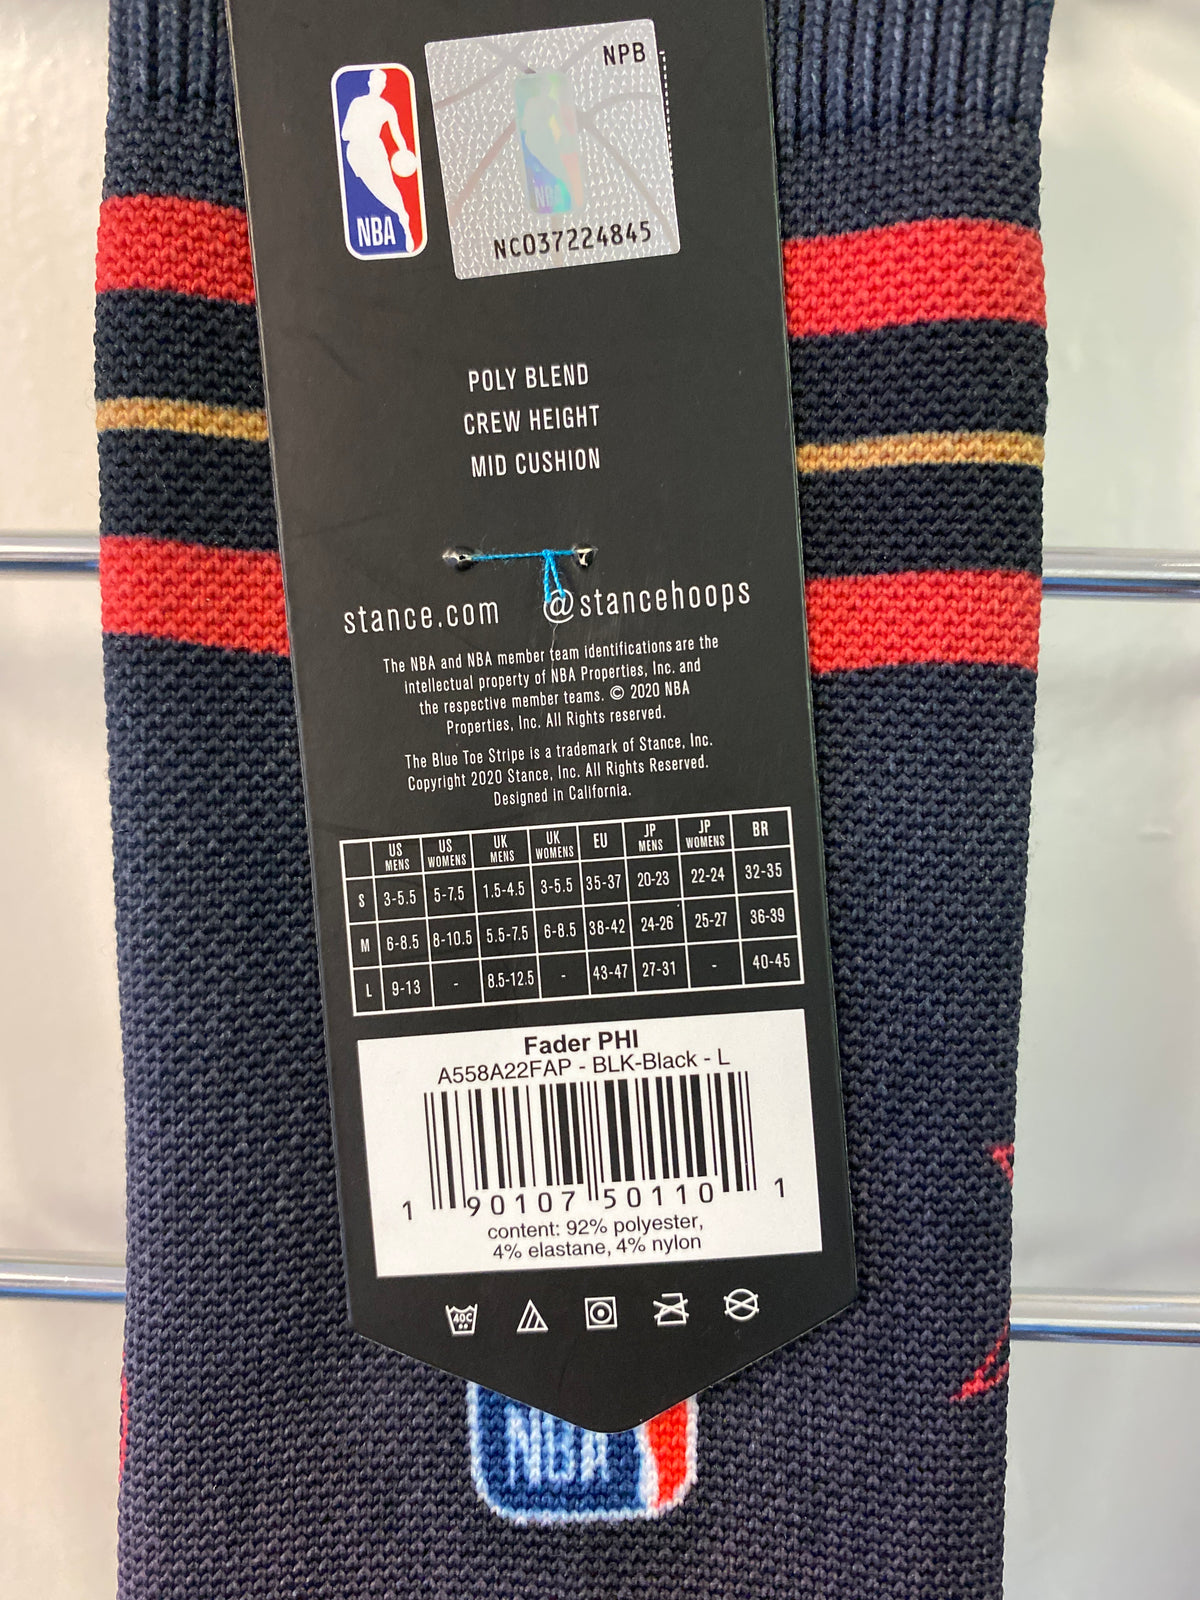 NPB
NBA
NBA
NC037224845
POLY BLEND
CREW HEIGHT
MID CUSHION
stance.com @stancehoops
The NBA and NBA member team identifications are the
intellectual property of NBA Properties, Inc. and
the respective member teams. © 2020 NBA
Properties, Inc. All Rights reserved.
The Blue Toe Stripe is a trademark of Stance, Inc.
Copyright 2020 Stance, Inc. All Rights Reserved.
Designed in California.
US MENS US WOMENS UK MENS UK WOMENS EU JP MENS JP WOMENS BR
S 3-5.5 5-7.5 1.5-4.5 3-5.5 35-37 20-23 22-24 32-35
M 6-8.5 8-10.5 5.5-7.5 6-8.5 38-42 24-26 25-27 36-39
L 9-13 - 8.5-12.5 - 43-47 27-31 - 40-45
Fader PHI
A558A22FAP - BLK-Black - L
1 90107 50110 1
content: 92% polyester,
4% elastane, 4% nylon
40C
NBA